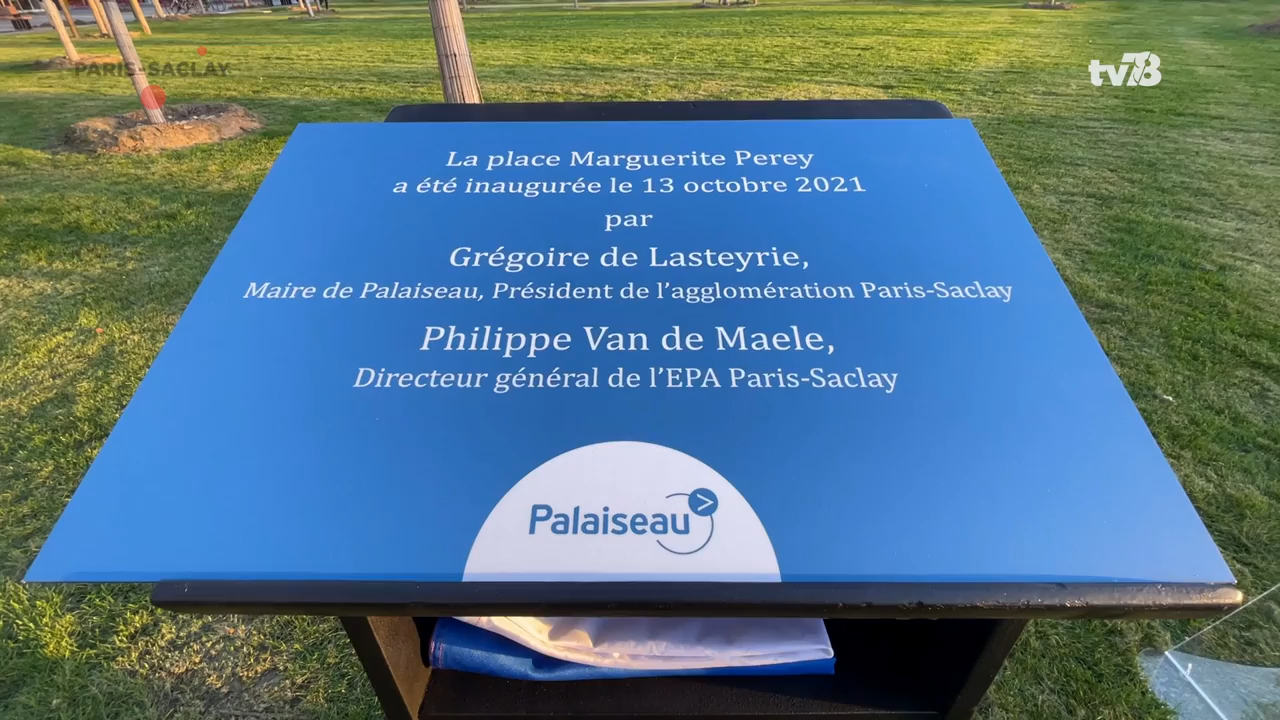 PARIS-SACLAY
tv78
La place Marguerite Perey
a été inaugurée le 13 octobre 2021
par
Grégoire de Lasteyrie,
Maire de Palaiseau, Président de l’agglomération Paris-Saclay
Philippe Van de Maele,
Directeur général de l’EPA Paris-Saclay
Palaiseau